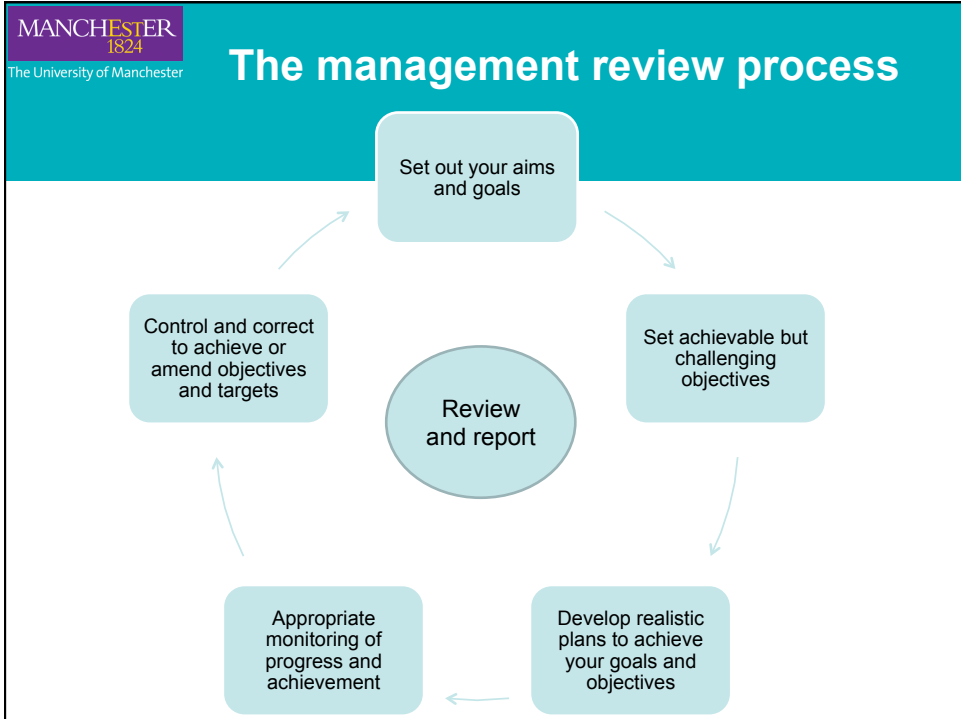 MANCHESTER
1824
The University of Manchester
The management review process
Set out your aims
and goals
Set achievable but
challenging
objectives
Develop realistic
plans to achieve
your goals and
objectives
Appropriate
monitoring of
progress and
achievement
Control and correct
to achieve or
amend objectives
and targets
Review
and report